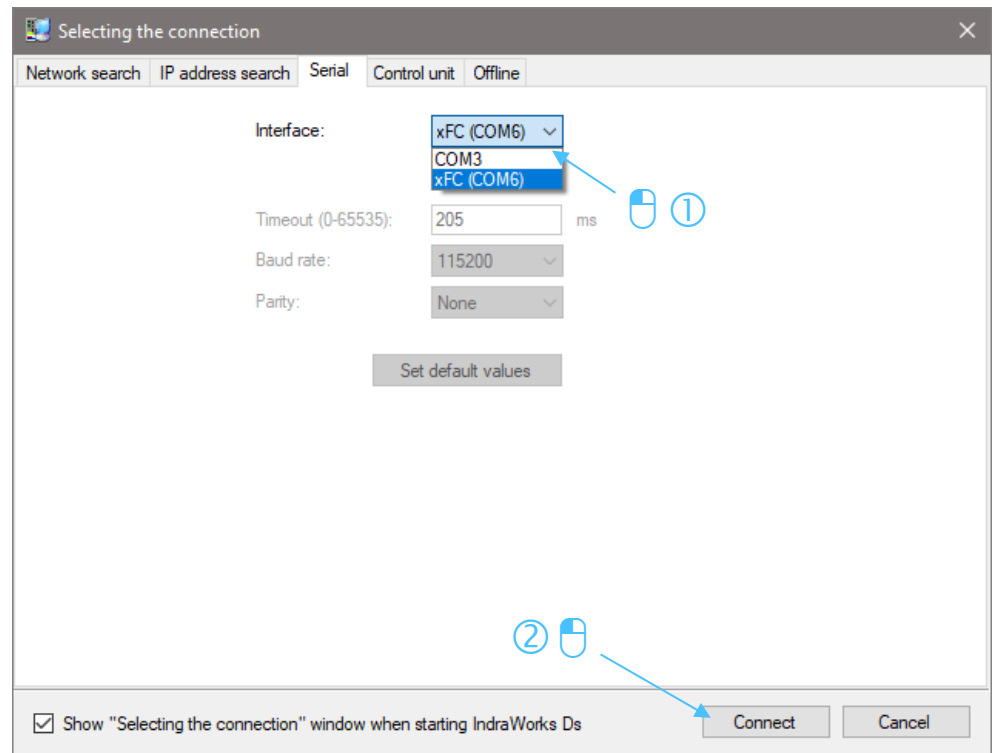 Selecting the connection
Network search IP address search Serial Control unit Offline
Interface: xFC (COM6)
COM3
xFC (COM6)
①
Timeout (0-65535): 205 ms
Baud rate: 115200
Parity: None
Set default values
②
Show "Selecting the connection" window when starting IndraWorks Ds Connect Cancel